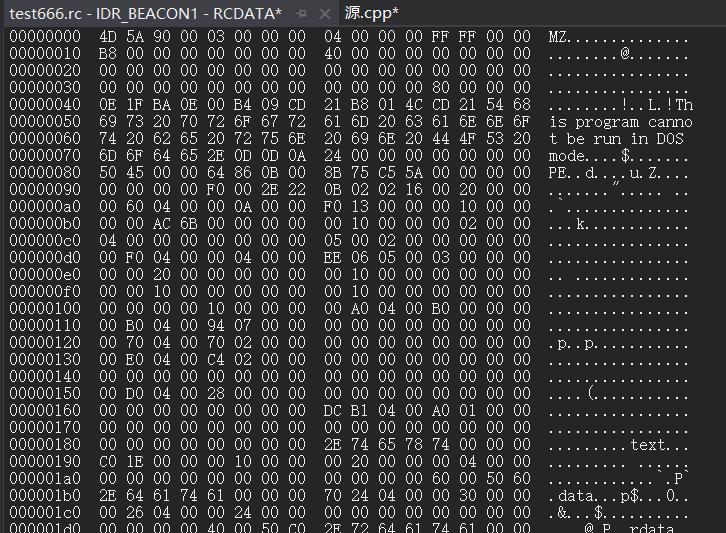 test666.rc - IDR_BEACON1 - RCDATA* 源.cpp*
00000000 4D 5A 90 00 03 00 00 00 04 00 00 00 FF FF 00 00 MZ..............
00000010 B8 00 00 00 00 00 00 00 40 00 00 00 00 00 00 00 ........@.......
00000020 00 00 00 00 00 00 00 00 00 00 00 00 00 00 00 00 ................
00000030 00 00 00 00 00 00 00 00 00 00 00 00 80 00 00 00 ................
00000040 0E 1F BA 0E 00 B4 09 CD 21 B8 01 4C CD 21 54 68 ........!..L.!Th
00000050 69 73 20 70 72 6F 67 72 61 6D 20 63 61 6E 6E 6F is program canno
00000060 74 20 62 65 20 72 75 6E 20 69 6E 20 44 4F 53 20 t be run in DOS
00000070 6D 6F 64 65 2E 0D 0D 0A 24 00 00 00 00 00 00 00 mode....$.......
00000080 50 45 00 00 64 86 0B 00 8B 75 C5 5A 00 00 00 00 PE..d....u.Z....
00000090 00 00 00 00 F0 00 2E 22 0B 02 02 16 00 20 00 00 ......." ..... ..
000000a0 00 60 04 00 00 0A 00 00 F0 13 00 00 00 10 00 00 .`..............
000000b0 00 00 AC 6B 00 00 00 00 00 10 00 00 00 02 00 00 ...k............
000000c0 04 00 00 00 00 00 00 00 05 00 02 00 00 00 00 00 ................
000000d0 00 F0 04 00 00 04 00 00 EE 06 05 00 03 00 00 00 ................
000000e0 00 00 20 00 00 00 00 00 00 10 00 00 00 00 00 00 .. .............
000000f0 00 00 10 00 00 00 00 00 00 10 00 00 00 00 00 00 ................
00000100 00 00 00 00 10 00 00 00 00 A0 04 00 B0 00 00 00 ................
00000110 00 B0 04 00 94 07 00 00 00 00 00 00 00 00 00 00 ................
00000120 00 70 04 00 70 02 00 00 00 00 00 00 00 00 00 00 .p..p...........
00000130 00 E0 04 00 C4 02 00 00 00 00 00 00 00 00 00 00 ................
00000140 00 00 00 00 00 00 00 00 00 00 00 00 00 00 00 00 ................
00000150 00 D0 04 00 28 00 00 00 00 00 00 00 00 00 00 00 ....(...........
00000160 00 00 00 00 00 00 00 00 DC B1 04 00 A0 01 00 00 ................
00000170 00 00 00 00 00 00 00 00 00 00 00 00 00 00 00 00 ................
00000180 00 00 00 00 00 00 00 00 2E 74 65 78 74 00 00 00 .........text...
00000190 C0 1E 00 00 00 10 00 00 00 20 00 00 00 04 00 00 ......... ......
000001a0 00 00 00 00 00 00 00 00 00 00 00 00 60 00 50 60 ............`.P`
000001b0 2E 64 61 74 61 00 00 00 70 24 04 00 00 30 00 00 .data...p$...0..
000001c0 00 26 04 00 00 24 00 00 00 00 00 00 00 00 00 00 .&...$..........
000001d0 00 00 00 00 40 00 50 C0 2E 72 64 61 74 61 00 00 ....@.P..rdata..